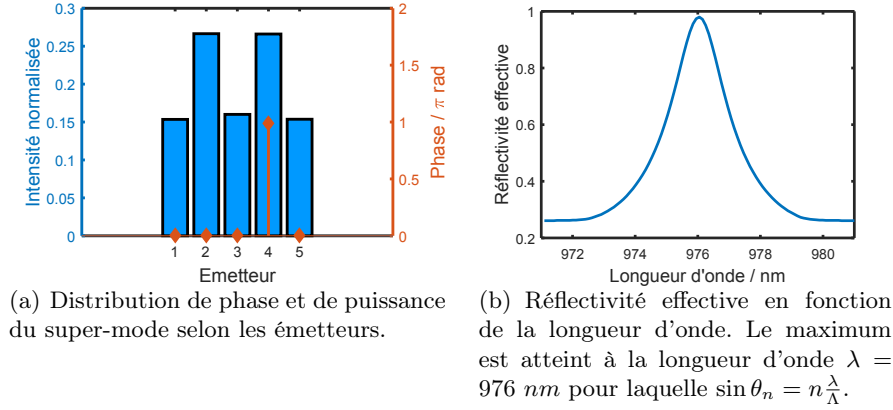 0.3
0.25
0.2
0.15
0.1
0.05
0
Intensité normalisée
2
1.5
1
0.5
0
Phase / π rad
1 2 3 4 5
Emetteur
1
0.8
0.6
0.4
0.2
Réflectivité effective
972 974 976 978 980
Longueur d'onde / nm
(a) Distribution de phase et de puissance
du super-mode selon les émetteurs.
(b) Réflectivité effective en fonction
de la longueur d'onde. Le maximum
est atteint à la longueur d'onde λ =
976 nm pour laquelle sin θₙ = n λ/Λ.